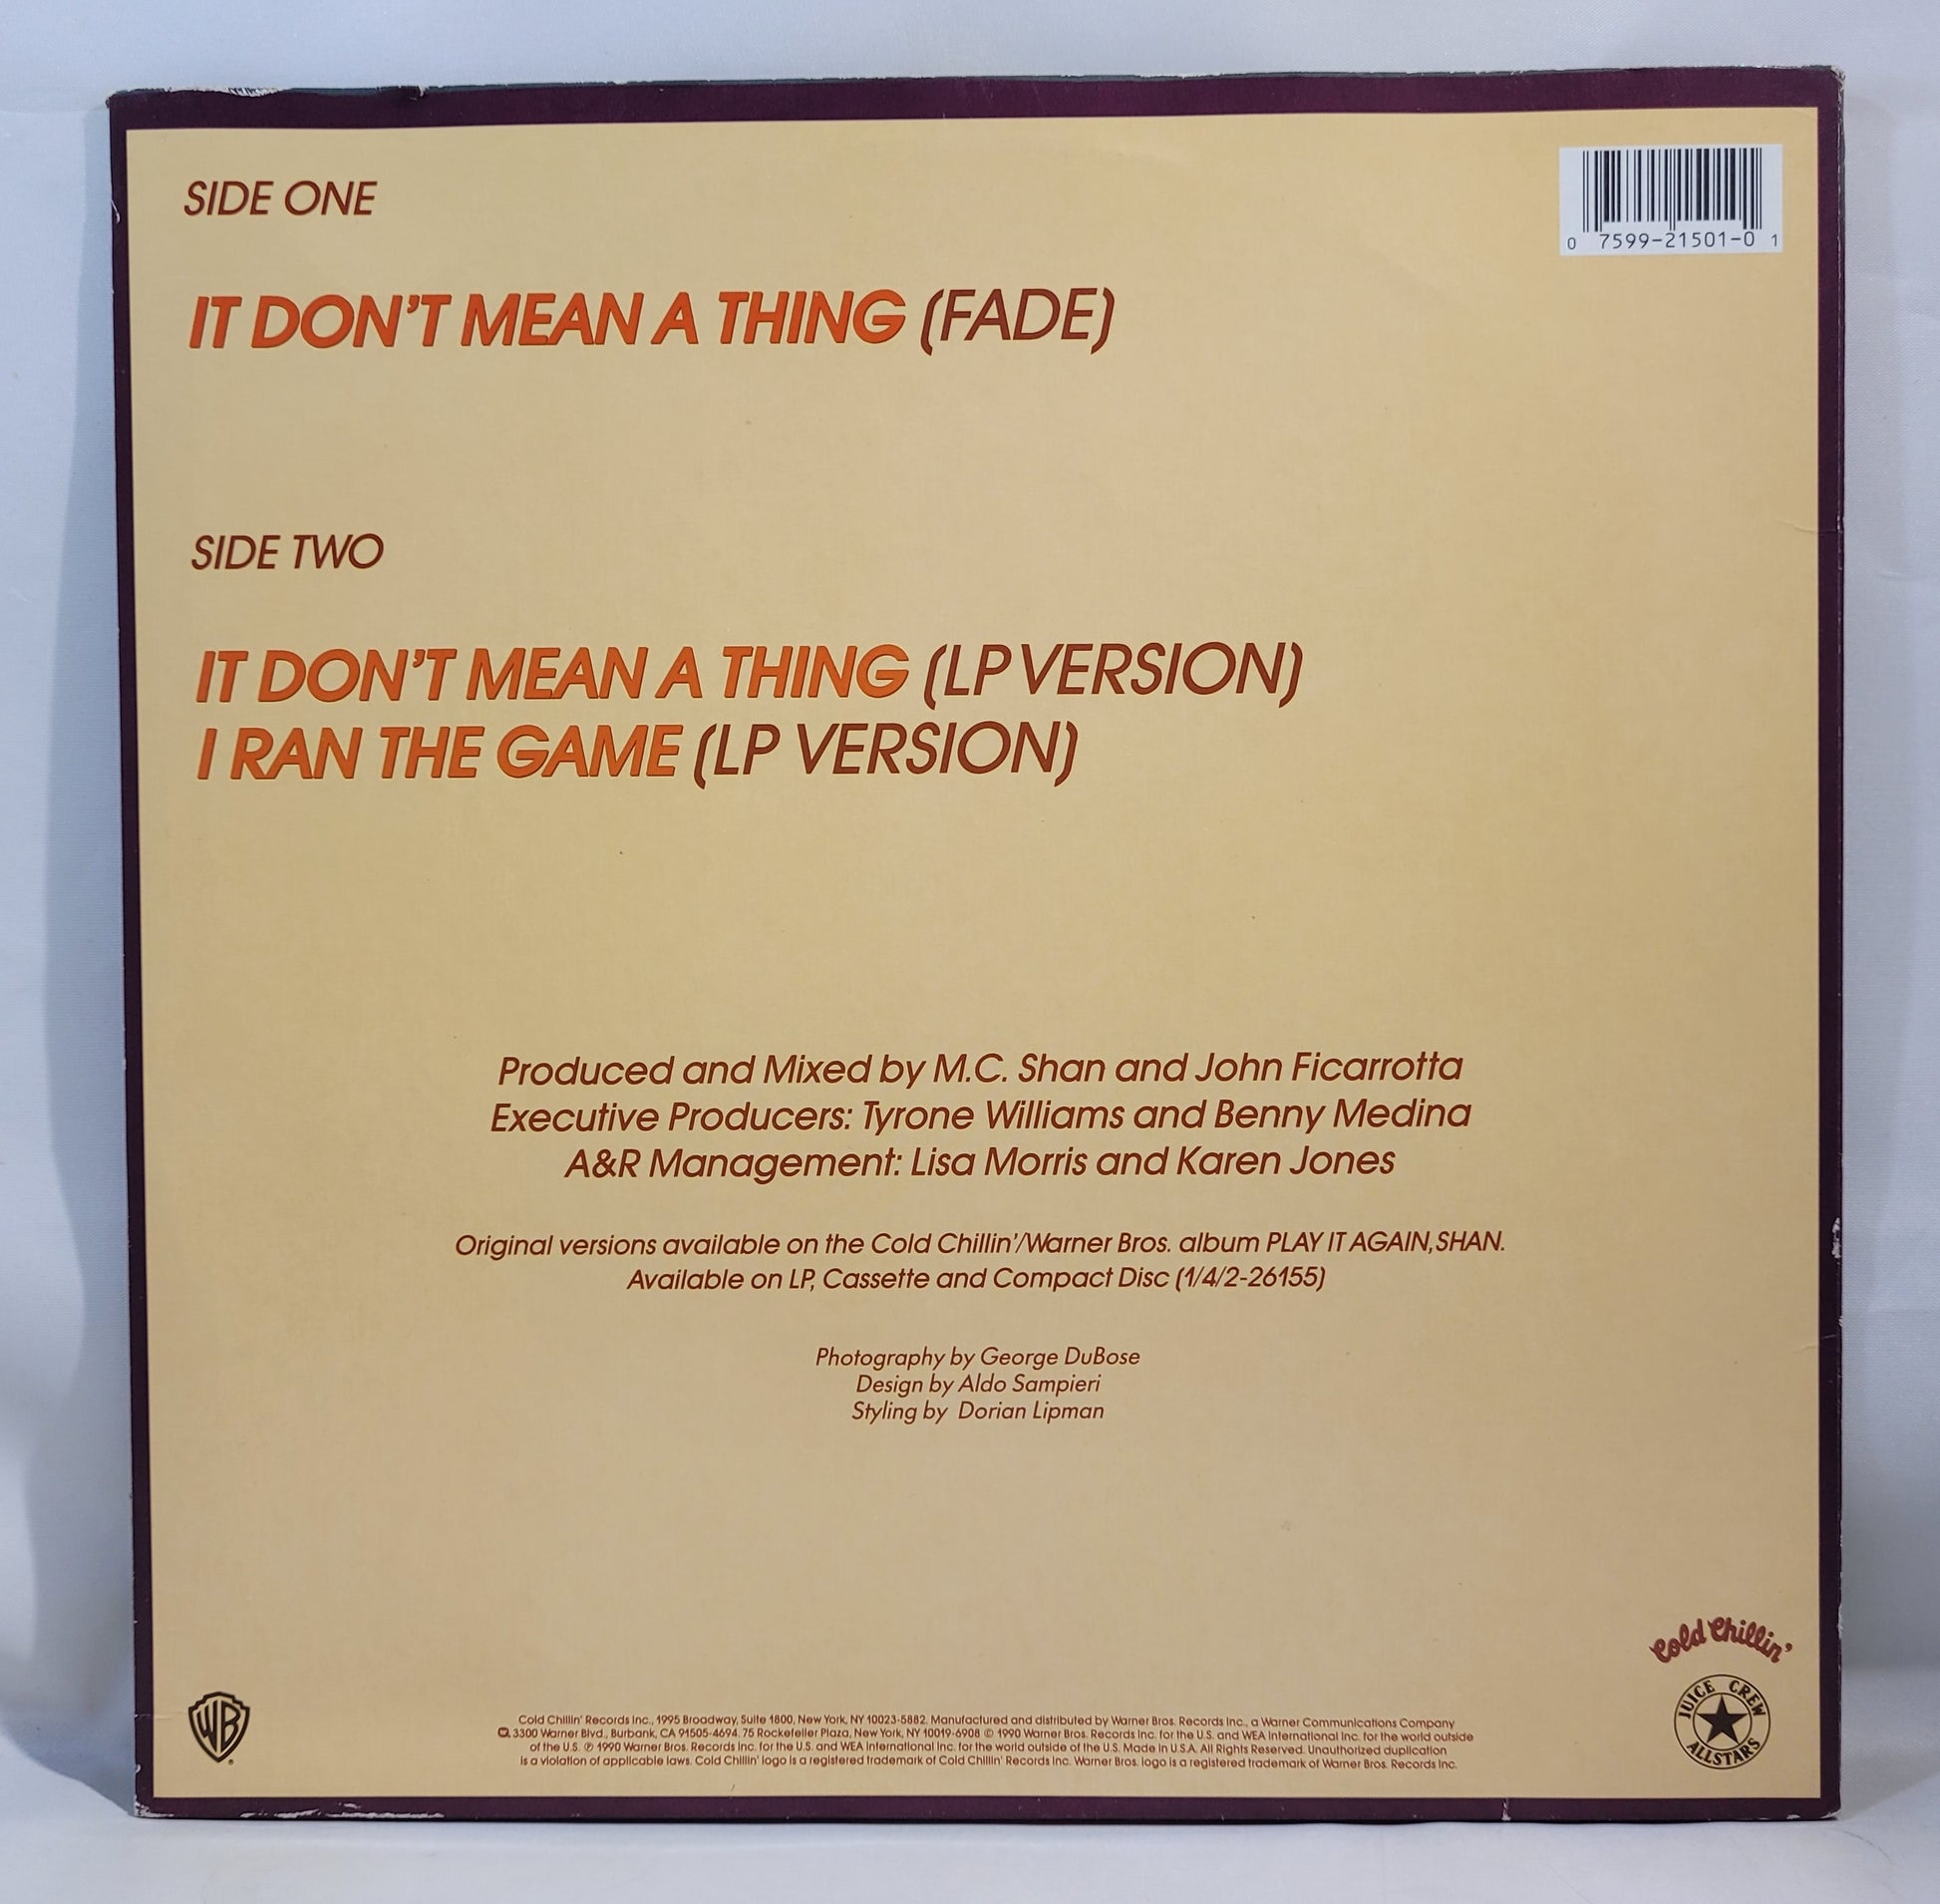 SIDE ONE
0 7599-21501-0 1
IT DON'T MEAN A THING (FADE)
SIDE TWO
IT DON'T MEAN A THING (LP VERSION)
I RAN THE GAME (LP VERSION)
Produced and Mixed by M.C. Shan and John Ficarrotta
Executive Producers: Tyrone Williams and Benny Medina
A&R Management: Lisa Morris and Karen Jones
Original versions available on the Cold Chillin'/Warner Bros. album PLAY IT AGAIN, SHAN.
Available on LP, Cassette and Compact Disc (1/4/2-26155)
Photography by George DuBose
Design by Aldo Sampieri
Styling by Dorian Lipman
Cold Chillin'
JUICE CREW
ALLSTARS
WB
Cold Chillin' Records Inc., 1995 Broadway, Suite 1800, New York, NY 10023-5882. Manufactured and distributed by Warner Bros. Records Inc., a Warner Communications Company
3300 Warner Blvd., Burbank, CA 91505-4694. 75 Rockefeller Plaza, New York, NY 10019-6908 © 1990 Warner Bros. Records Inc. for the U.S. and WEA International Inc. for the world outside
of the U.S. ℗ 1990 Warner Bros. Records Inc. for the U.S. and WEA International Inc. for the world outside of the U.S. Made in U.S.A. All Rights Reserved. Unauthorized duplication
is a violation of applicable laws. Cold Chillin' logo is a registered trademark of Cold Chillin' Records Inc. Warner Bros. logo is a registered trademark of Warner Bros. Records Inc.